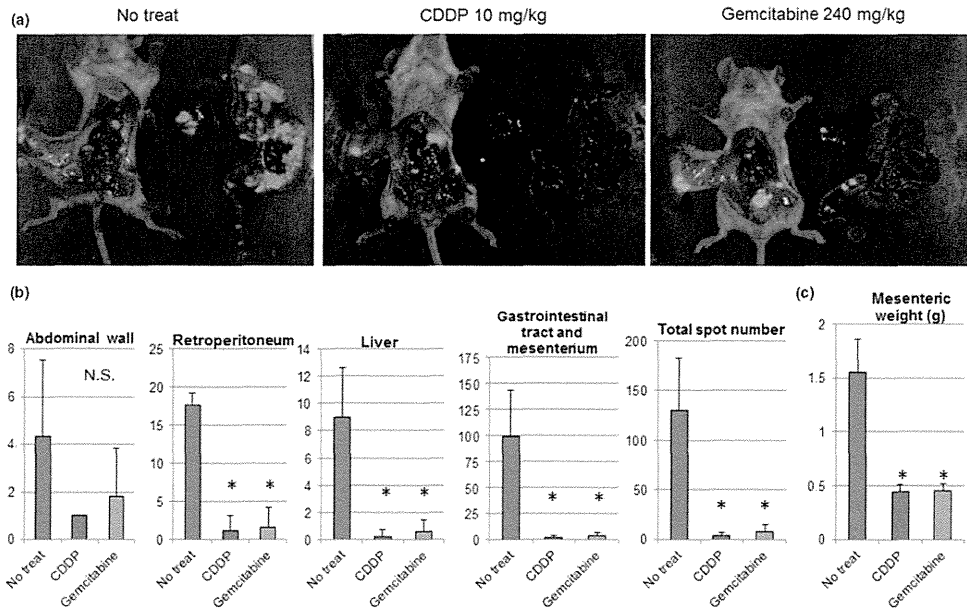 (a)
No treat
CDDP 10 mg/kg
Gemcitabine 240 mg/kg
(b)
Abdominal wall
8
6
4
2
0
N.S.
No treat
CDDP
Gemcitabine
Retroperitoneum
25
20
15
10
5
0
* *
No treat
CDDP
Gemcitabine
Liver
14
12
10
8
6
4
2
0
* *
No treat
CDDP
Gemcitabine
Gastrointestinal
tract and
mesenterium
175
150
125
100
75
50
25
0
* *
No treat
CDDP
Gemcitabine
Total spot number
200
150
100
50
0
* *
No treat
CDDP
Gemcitabine
(c)
Mesenteric
weight (g)
2
1.5
1
0.5
0
* *
No treat
CDDP
Gemcitabine